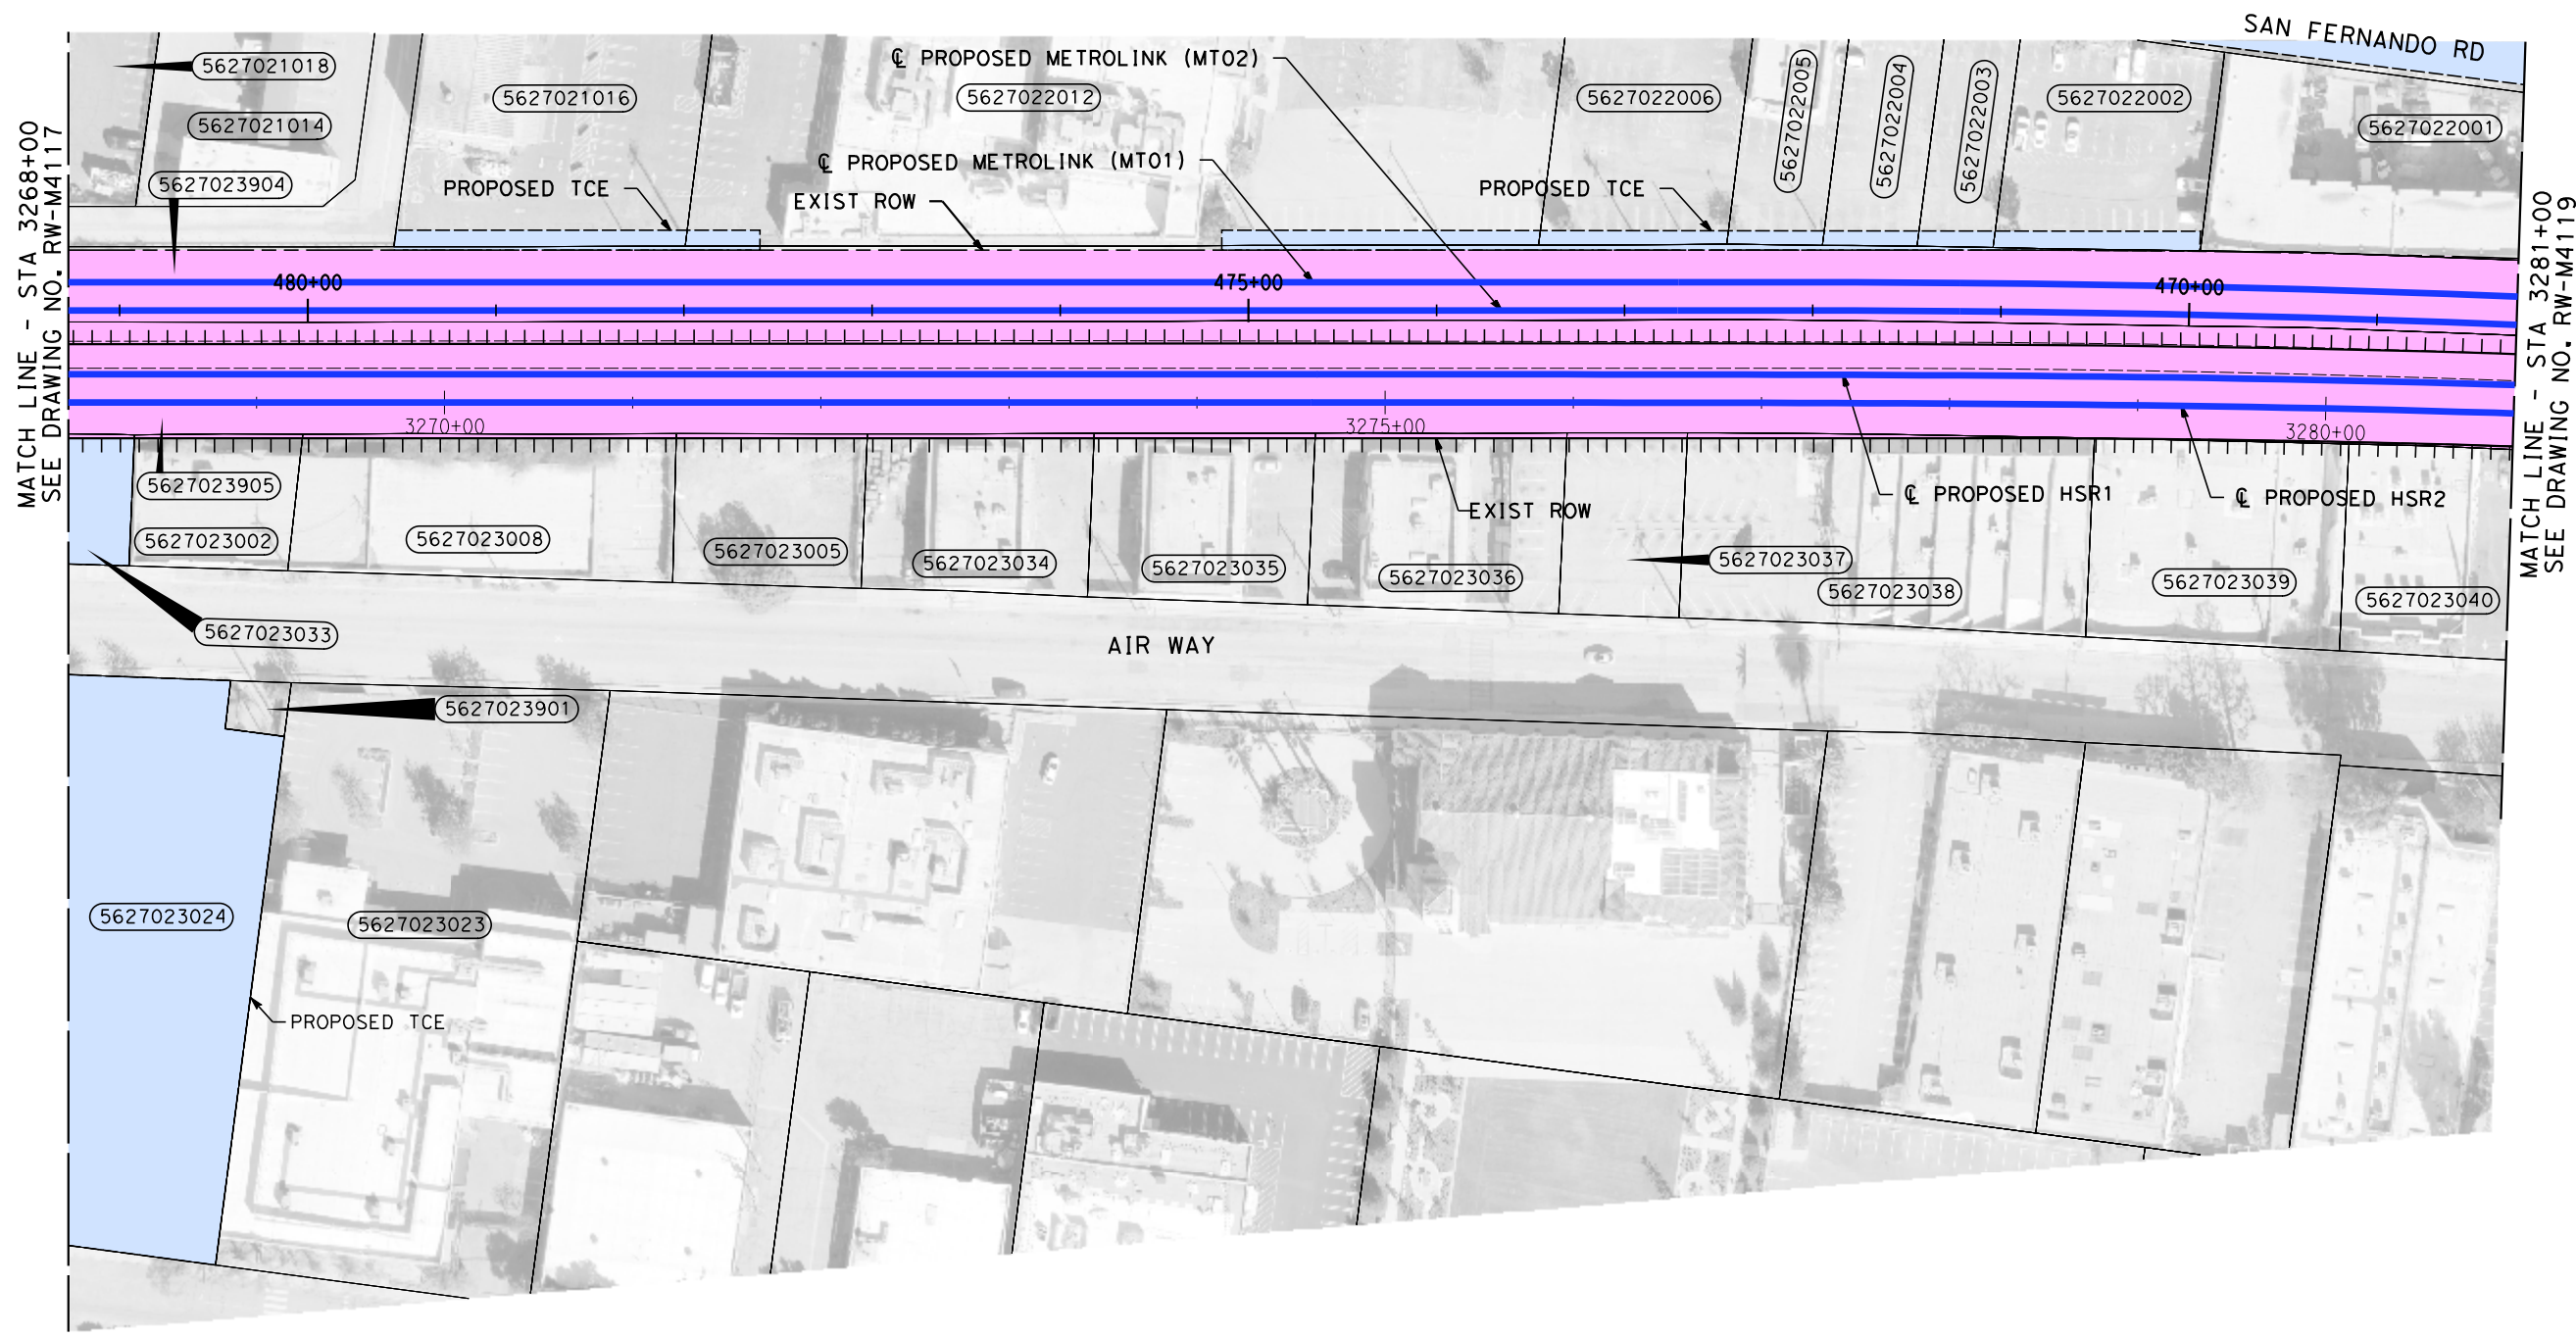 SAN FERNANDO RD
5627021018
℄ PROPOSED METROLINK (MT02)
5627021016
5627022012
5627022006
5627022005
5627022004
5627022003
5627022002
5627022001
5627021014
℄ PROPOSED METROLINK (MT01)
5627023904
PROPOSED TCE
EXIST ROW
PROPOSED TCE
MATCH LINE - STA 3268+00
SEE DRAWING NO. RW-M4117
MATCH LINE - STA 3281+00
SEE DRAWING NO. RW-M4119
480+00
475+00
470+00
3270+00
3275+00
3280+00
5627023905
℄ PROPOSED HSR1
℄ PROPOSED HSR2
EXIST ROW
5627023002
5627023008
5627023005
5627023034
5627023035
5627023036
5627023037
5627023038
5627023039
5627023040
5627023033
AIR WAY
5627023901
5627023024
5627023023
PROPOSED TCE